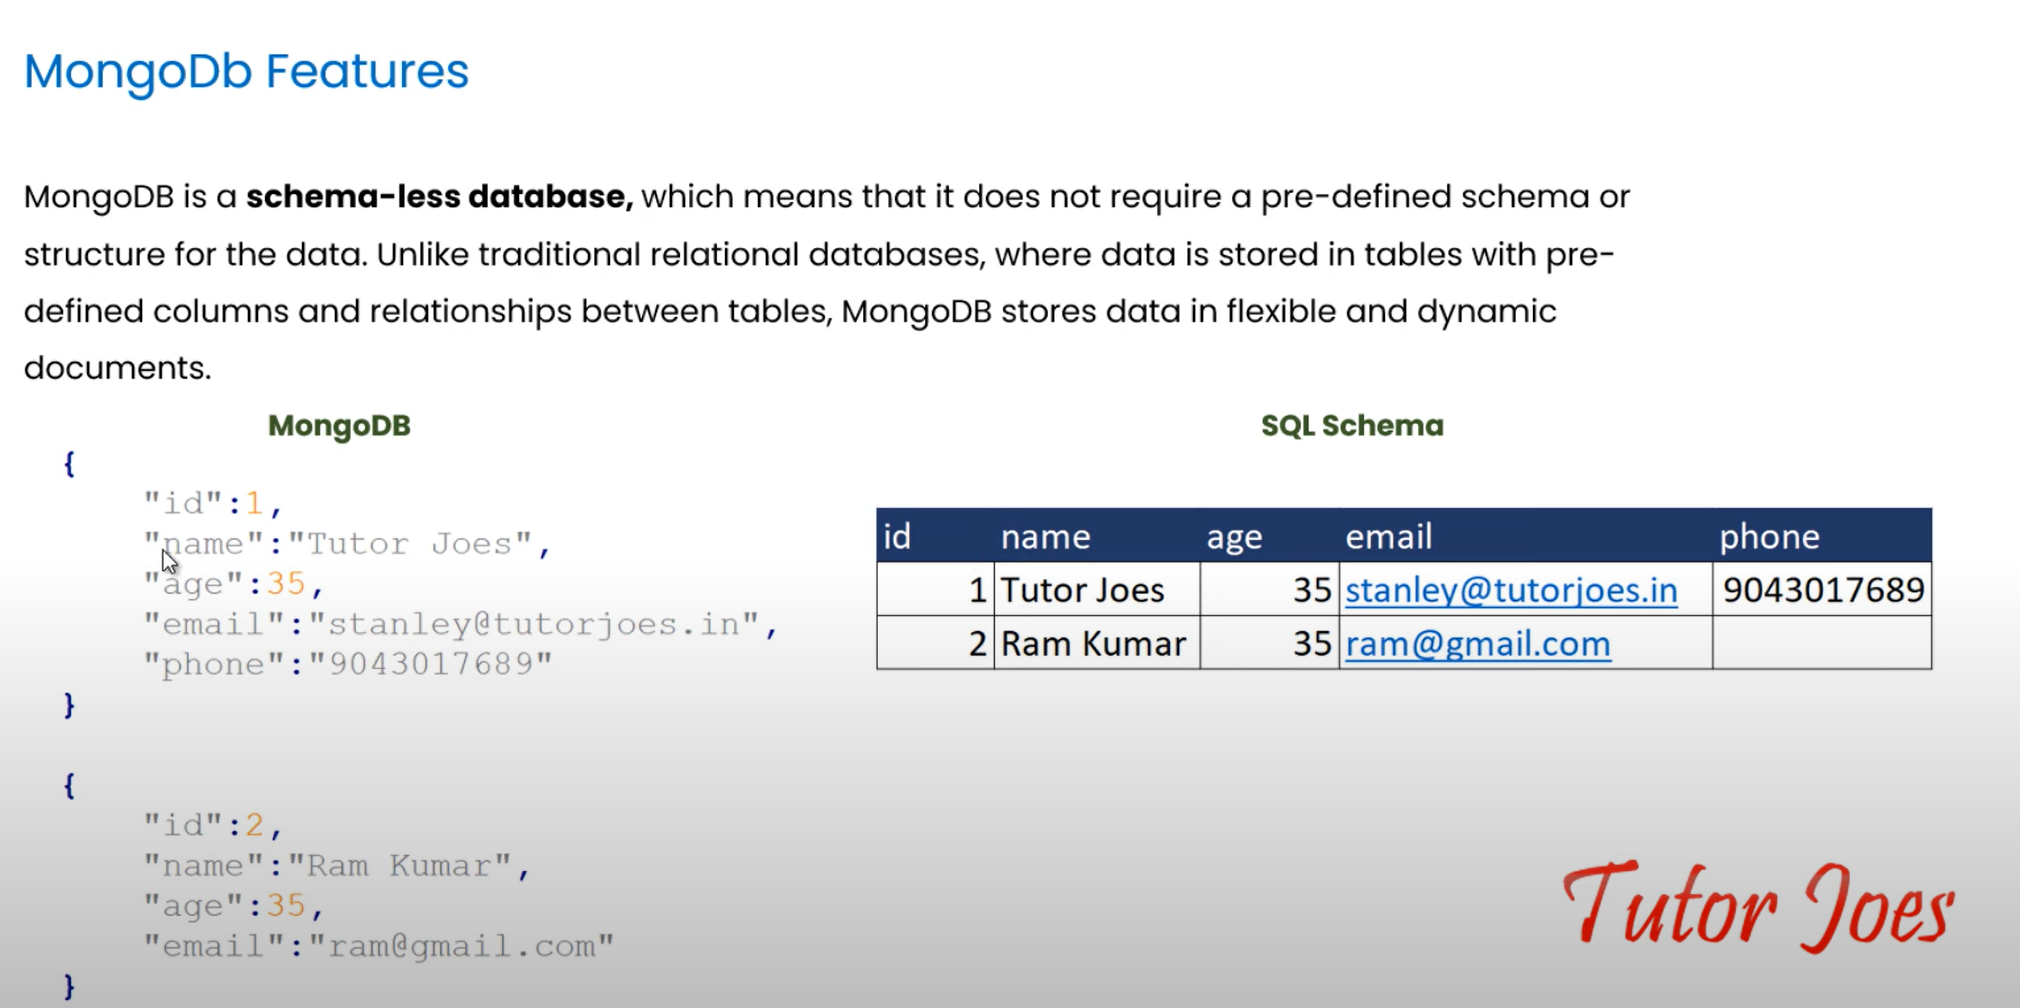 MongoDb Features
MongoDB is a schema-less database, which means that it does not require a pre-defined schema or
structure for the data. Unlike traditional relational databases, where data is stored in tables with pre-
defined columns and relationships between tables, MongoDB stores data in flexible and dynamic
documents.
MongoDB
{
"id":1,
"name":"Tutor Joes",
"age":35,
"email":"stanley@tutorjoes.in",
"phone":"9043017689"
}
{
"id":2,
"name":"Ram Kumar",
"age":35,
"email":"ram@gmail.com"
}
SQL Schema
id name age email phone
1 Tutor Joes 35 stanley@tutorjoes.in 9043017689
2 Ram Kumar 35 ram@gmail.com
Tutor Joes